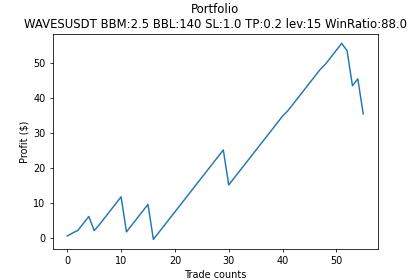 Portfolio
WAVESUSDT BBM:2.5 BBL:140 SL:1.0 TP:0.2 lev:15 WinRatio:88.0
50
40
30
20
10
0
Profit ($)
0 10 20 30 40 50
Trade counts